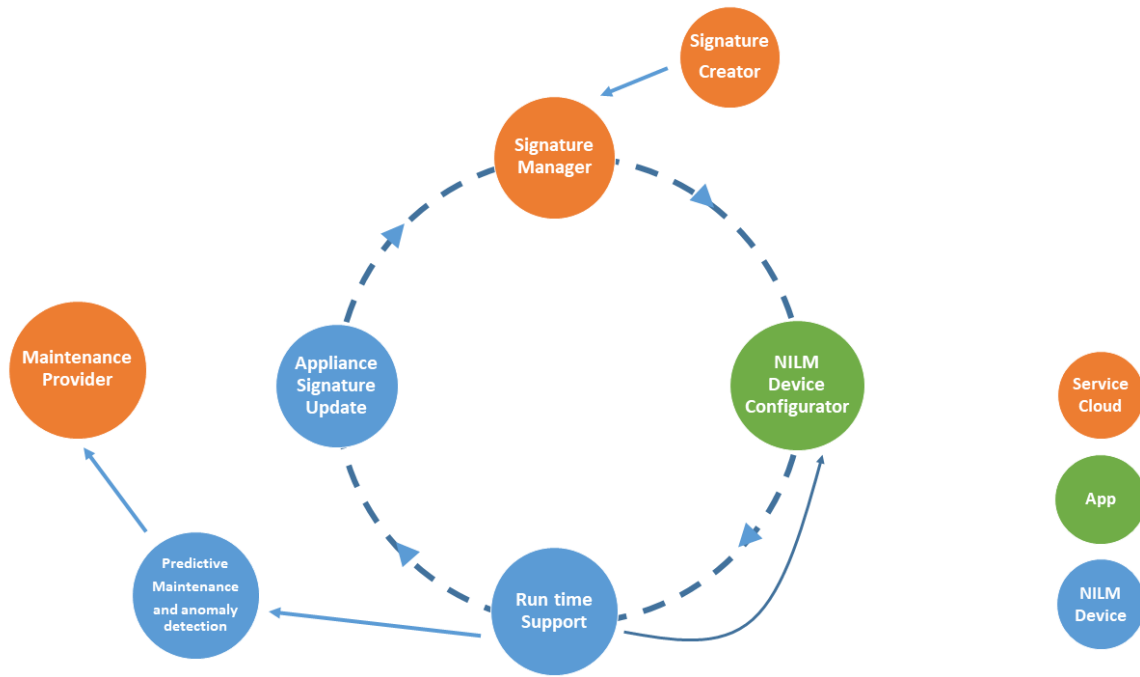 Signature
Creator
Signature
Manager
Maintenance
Provider
Appliance
Signature
Update
NILM
Device
Configurator
Service
Cloud
App
Predictive
Maintenance
and anomaly
detection
Run time
Support
NILM
Device